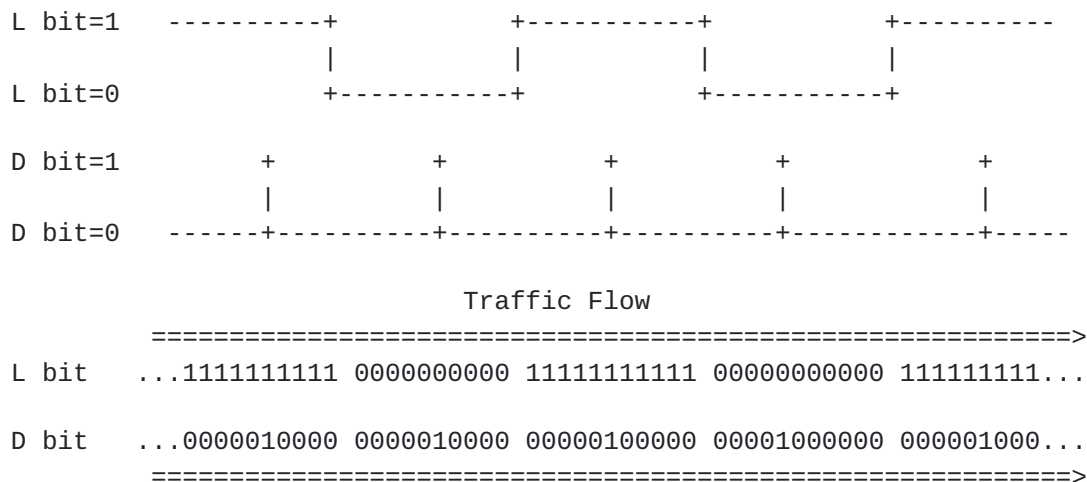 L bit=1   ----------+           +-----------+           +----------
                    |           |           |           |
L bit=0             +-----------+           +-----------+
D bit=1         +          +          +          +            +
                |          |          |          |            |
D bit=0   ------+----------+----------+----------+------------+-----
Traffic Flow
===========================================================>
L bit   ...1111111111 0000000000 11111111111 00000000000 111111111...
D bit   ...0000010000 0000010000 00000100000 00001000000 000001000...
===========================================================>